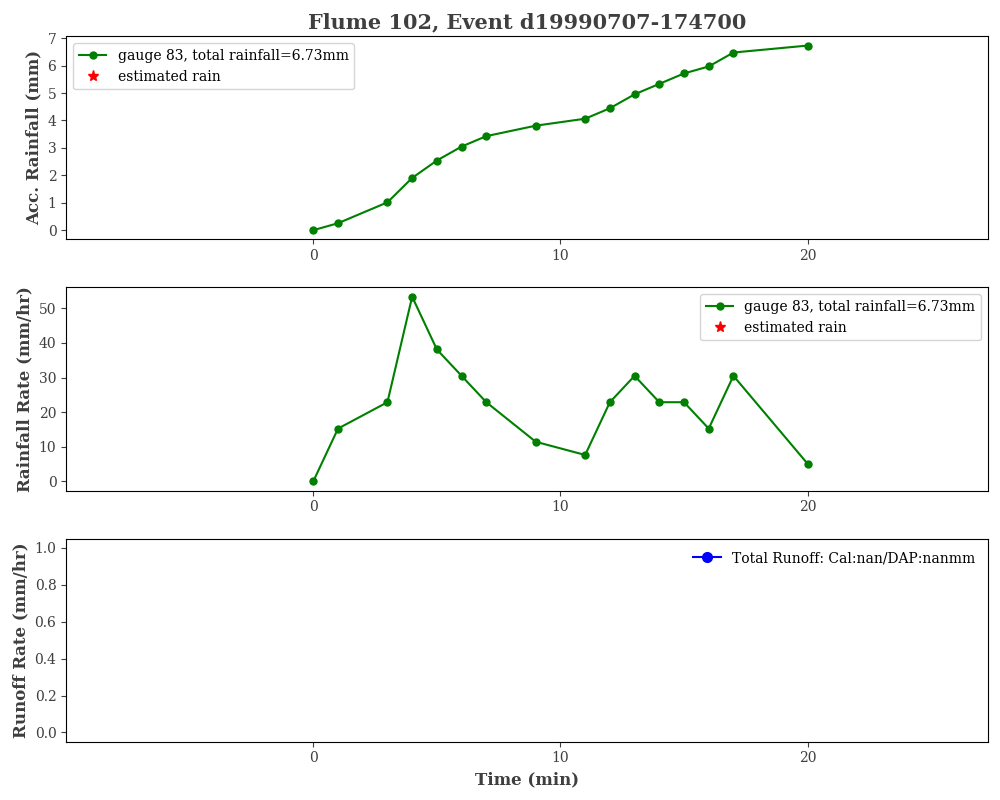 Flume 102, Event d19990707-174700
Acc. Rainfall (mm)
7
6
5
4
3
2
1
0
gauge 83, total rainfall=6.73mm
estimated rain
0 10 20
Rainfall Rate (mm/hr)
50
40
30
20
10
0
gauge 83, total rainfall=6.73mm
estimated rain
0 10 20
Runoff Rate (mm/hr)
1.0
0.8
0.6
0.4
0.2
0.0
Total Runoff: Cal:nan/DAP:nanmm
0 10 20
Time (min)